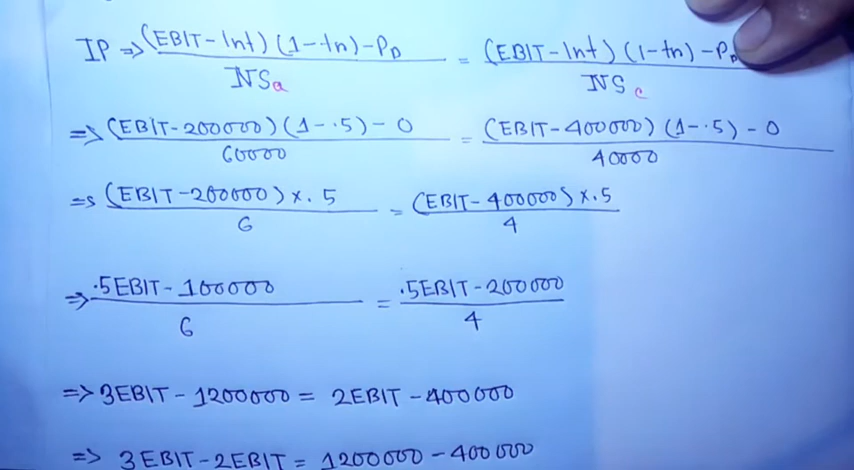 IP ⇒ (EBIT-Int) (1-tn) - PD / NSa = (EBIT-Int) (1-tn) - PD / NS c
⇒ (EBIT-200000) (1-.5) - 0 / 60000 = (EBIT-400000) (1-.5) - 0 / 40000
⇒ (EBIT-200000) x .5 / 6 = (EBIT-400000) x .5 / 4
⇒ .5EBIT - 100000 / 6 = .5EBIT - 200000 / 4
⇒ 3EBIT - 1200000 = 2EBIT - 400000
⇒ 3EBIT - 2EBIT = 1200000 - 400000